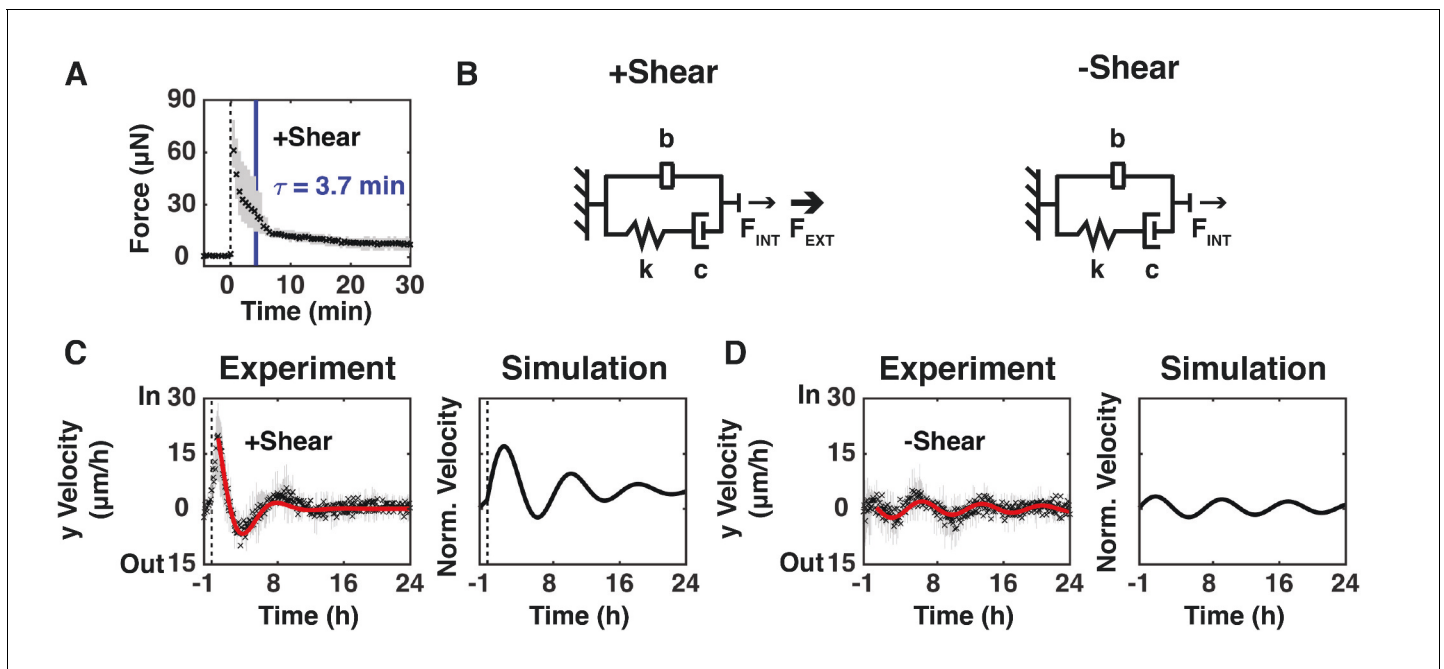 A
90
60
30
0
Force (μN)
+Shear
τ = 3.7 min
0 10 20 30
Time (min)
B
+Shear
b
k c
F_INT F_EXT
-Shear
b
k c
F_INT
C
Experiment
In 30
15
0
Out 15
y Velocity
(μm/h)
+Shear
-1 8 16 24
Time (h)
Simulation
Norm. Velocity
-1 8 16 24
Time (h)
D
Experiment
In 30
15
0
Out 15
y Velocity
(μm/h)
-Shear
-1 8 16 24
Time (h)
Simulation
Norm. Velocity
-1 8 16 24
Time (h)